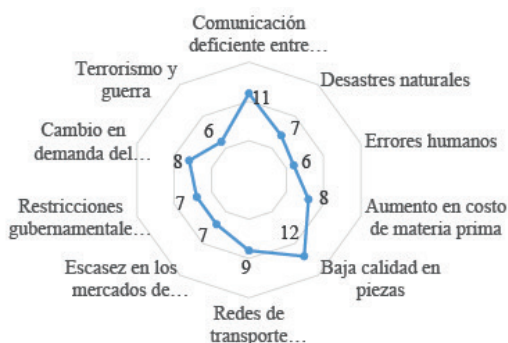 Comunicación
deficiente entre…
Desastres naturales
Errores humanos
Aumento en costo
de materia prima
Baja calidad en
piezas
Redes de
transporte…
Escasez en los
mercados de…
Restricciones
gubernamentale…
Cambio en
demanda del…
Terrorismo y
guerra
11
7
6
8
12
9
7
7
8
6